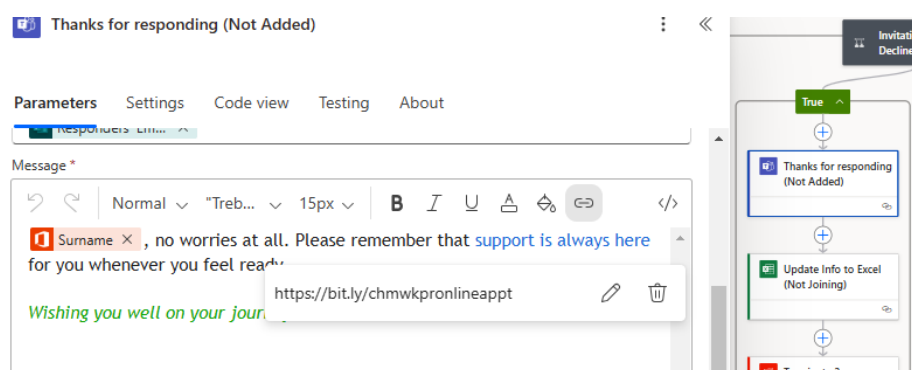 Thanks for responding (Not Added)
Parameters Settings Code view Testing About
Message *
Normal "Treb... 15px B I U A </>
Surname × , no worries at all. Please remember that support is always here
for you whenever you feel ready
https://bit.ly/chmwkpronlineappt
Wishing you well on your jour
Invitati
Decline
True
Thanks for responding
(Not Added)
Update Info to Excel
(Not Joining)